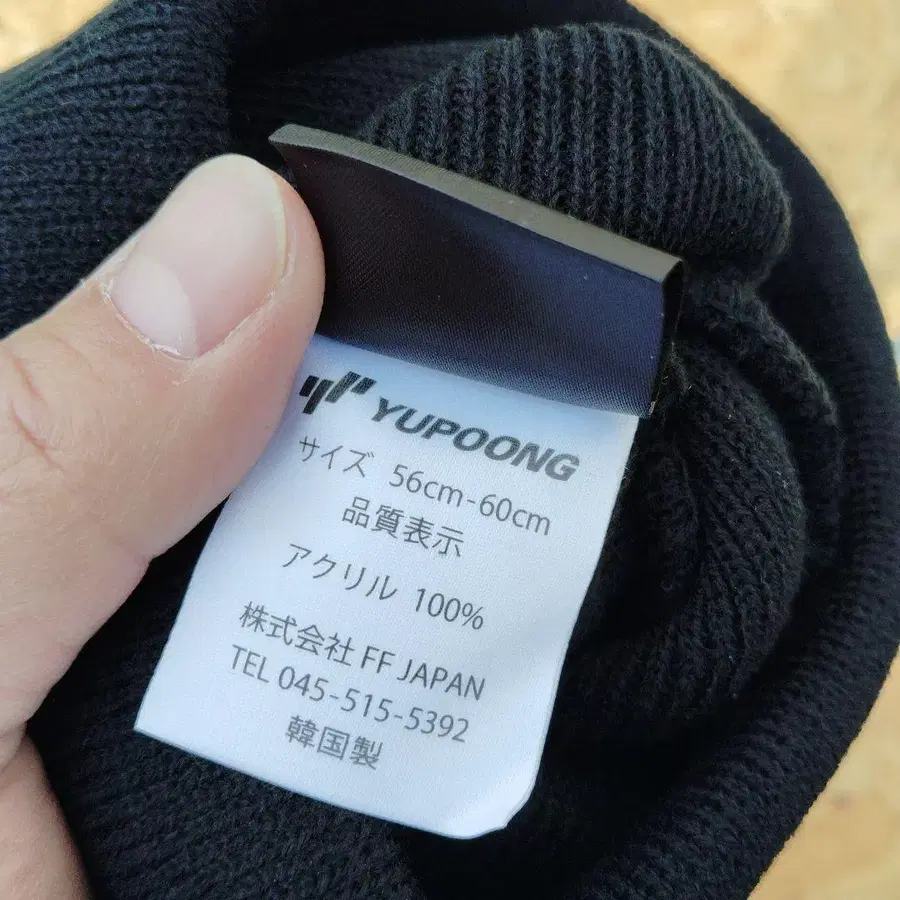 YUPOONG
サイズ 56cm-60cm
品質表示
アクリル 100%
株式会社 FF JAPAN
TEL 045-515-5392
韓国製